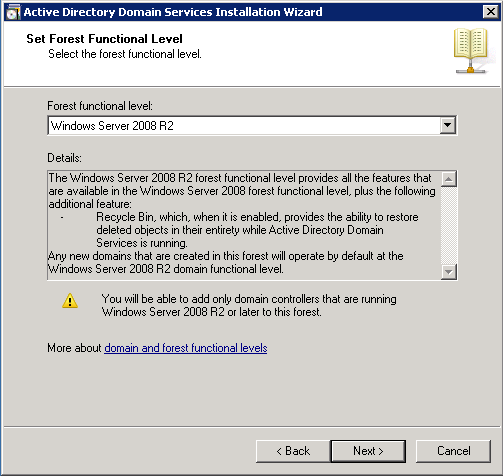 Active Directory Domain Services Installation Wizard
Set Forest Functional Level
Select the forest functional level.
Forest functional level:
Windows Server 2008 R2
Details:
The Windows Server 2008 R2 forest functional level provides all the features that
are available in the Windows Server 2008 forest functional level, plus the following
additional feature:
- Recycle Bin, which, when it is enabled, provides the ability to restore
deleted objects in their entirety while Active Directory Domain
Services is running.
Any new domains that are created in this forest will operate by default at the
Windows Server 2008 R2 domain functional level.
You will be able to add only domain controllers that are running
Windows Server 2008 R2 or later to this forest.
More about domain and forest functional levels
< Back Next > Cancel